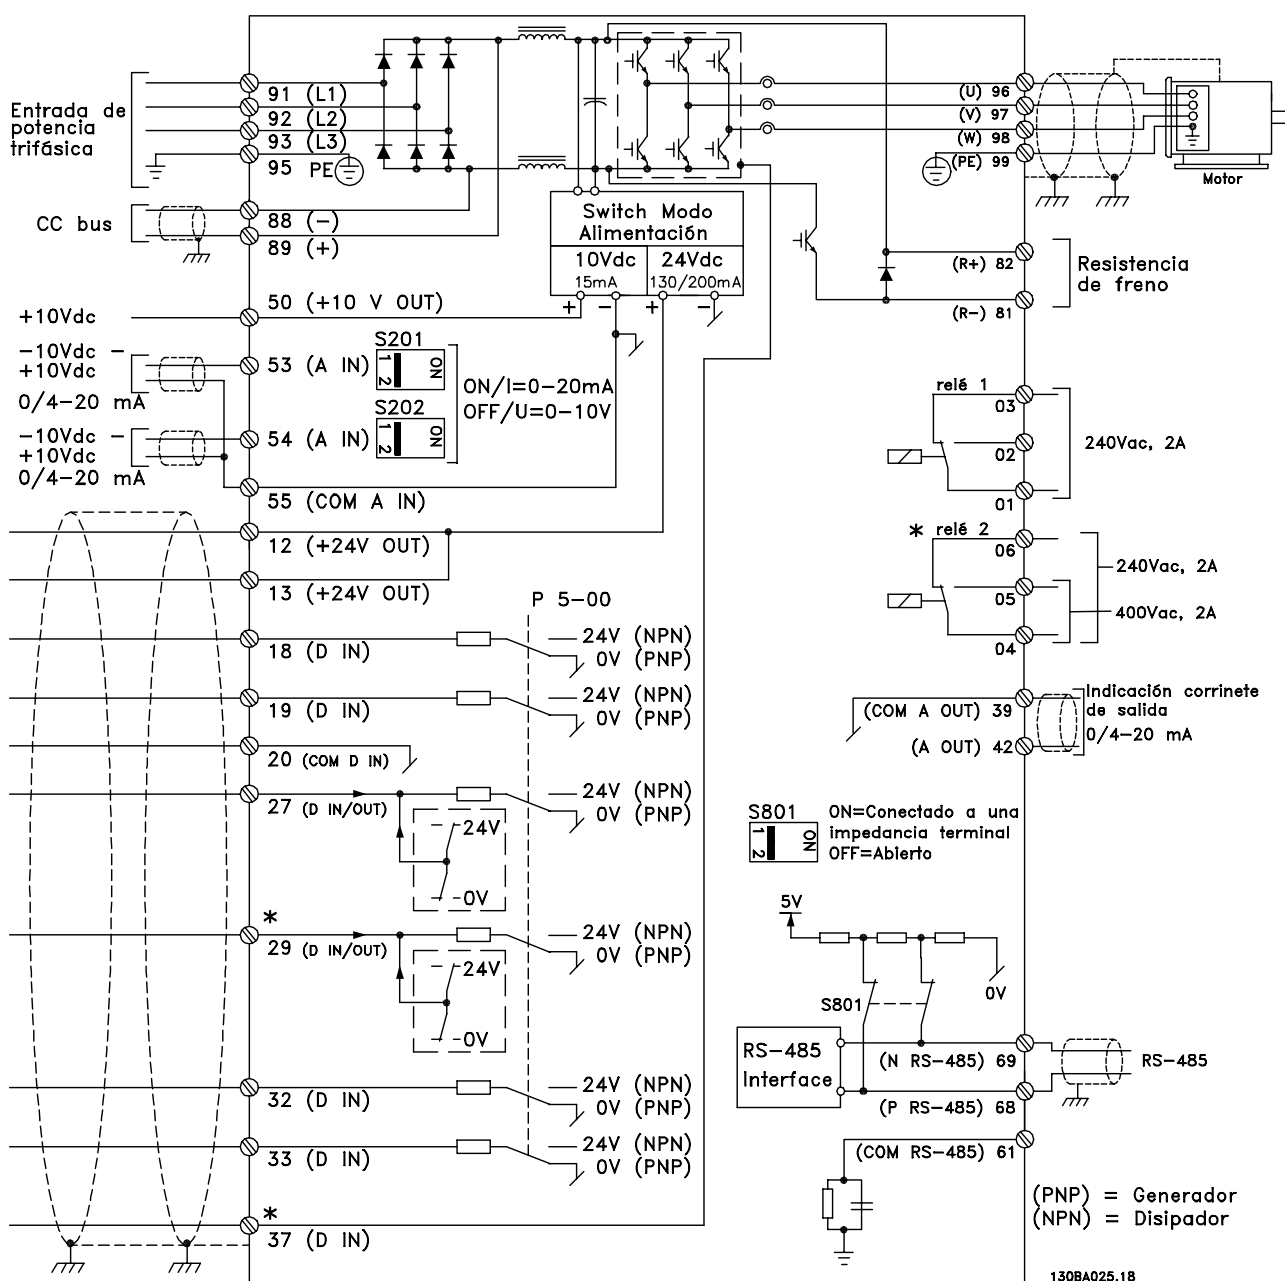 Entrada de
potencia
trifásica
91 (L1)
92 (L2)
93 (L3)
95 PE
CC bus
88 (−)
89 (+)
+10Vdc
50 (+10 V OUT)
−10Vdc −
+10Vdc
0/4−20 mA
53 (A IN)
S201
1 2
ON
ON/I=0−20mA
OFF/U=0−10V
−10Vdc −
+10Vdc
0/4−20 mA
54 (A IN)
S202
1 2
ON
55 (COM A IN)
12 (+24V OUT)
13 (+24V OUT)
P 5-00
18 (D IN)
24V (NPN)
0V (PNP)
19 (D IN)
24V (NPN)
0V (PNP)
20 (COM D IN)
27 (D IN/OUT)
24V (NPN)
0V (PNP)
24V
0V
*
29 (D IN/OUT)
24V (NPN)
0V (PNP)
24V
0V
32 (D IN)
24V (NPN)
0V (PNP)
33 (D IN)
24V (NPN)
0V (PNP)
*
37 (D IN)
Switch Modo
Alimentación
10Vdc
15mA
24Vdc
130/200mA
+ − + −
(U) 96
(V) 97
(W) 98
(PE) 99
Motor
(R+) 82
(R−) 81
Resistencia
de freno
relé 1
03
02
01
240Vac, 2A
* relé 2
06
05
04
240Vac, 2A
400Vac, 2A
(COM A OUT) 39
(A OUT) 42
Indicación corrinete
de salida
0/4−20 mA
S801
1 2
ON
ON=Conectado a una
impedancia terminal
OFF=Abierto
5V
0V
S801
RS−485
Interface
(N RS−485) 69
(P RS−485) 68
(COM RS−485) 61
RS−485
(PNP) = Generador
(NPN) = Disipador
130BA025.18